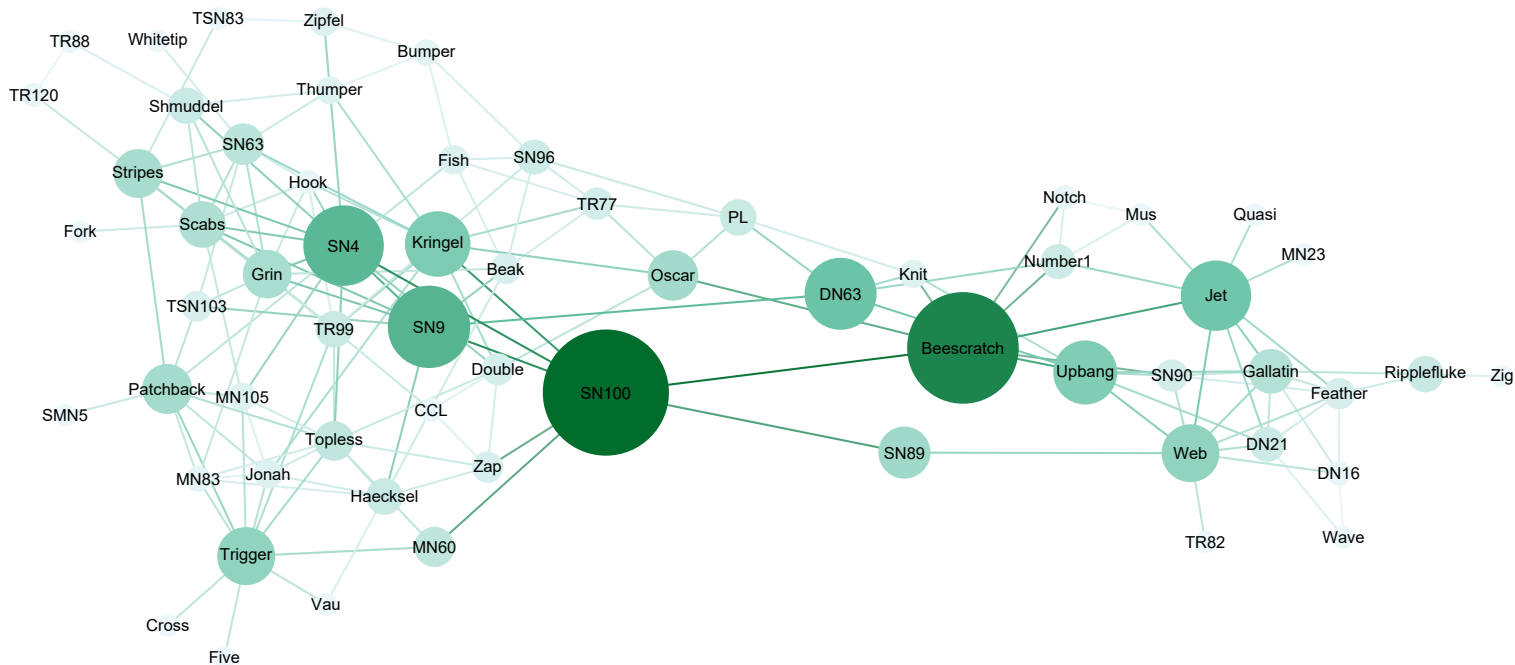 TSN83
Zipfel
TR88
Whitetip
Bumper
TR120
Thumper
Shmuddel
SN63
Fish
SN96
Stripes
Hook
Notch
TR77
Mus
Quasi
PL
Scabs
Fork
SN4
Kringel
MN23
Number1
Beak
Grin
Oscar
Knit
DN63
Jet
TSN103
TR99
SN9
Beescratch
Double
Upbang
SN90
Gallatin
Ripplefluke
Zig
Patchback
MN105
SN100
Feather
CCL
SMN5
Topless
SN89
Web
DN21
Zap
MN83
Jonah
DN16
Haecksel
Wave
TR82
MN60
Trigger
Vau
Cross
Five